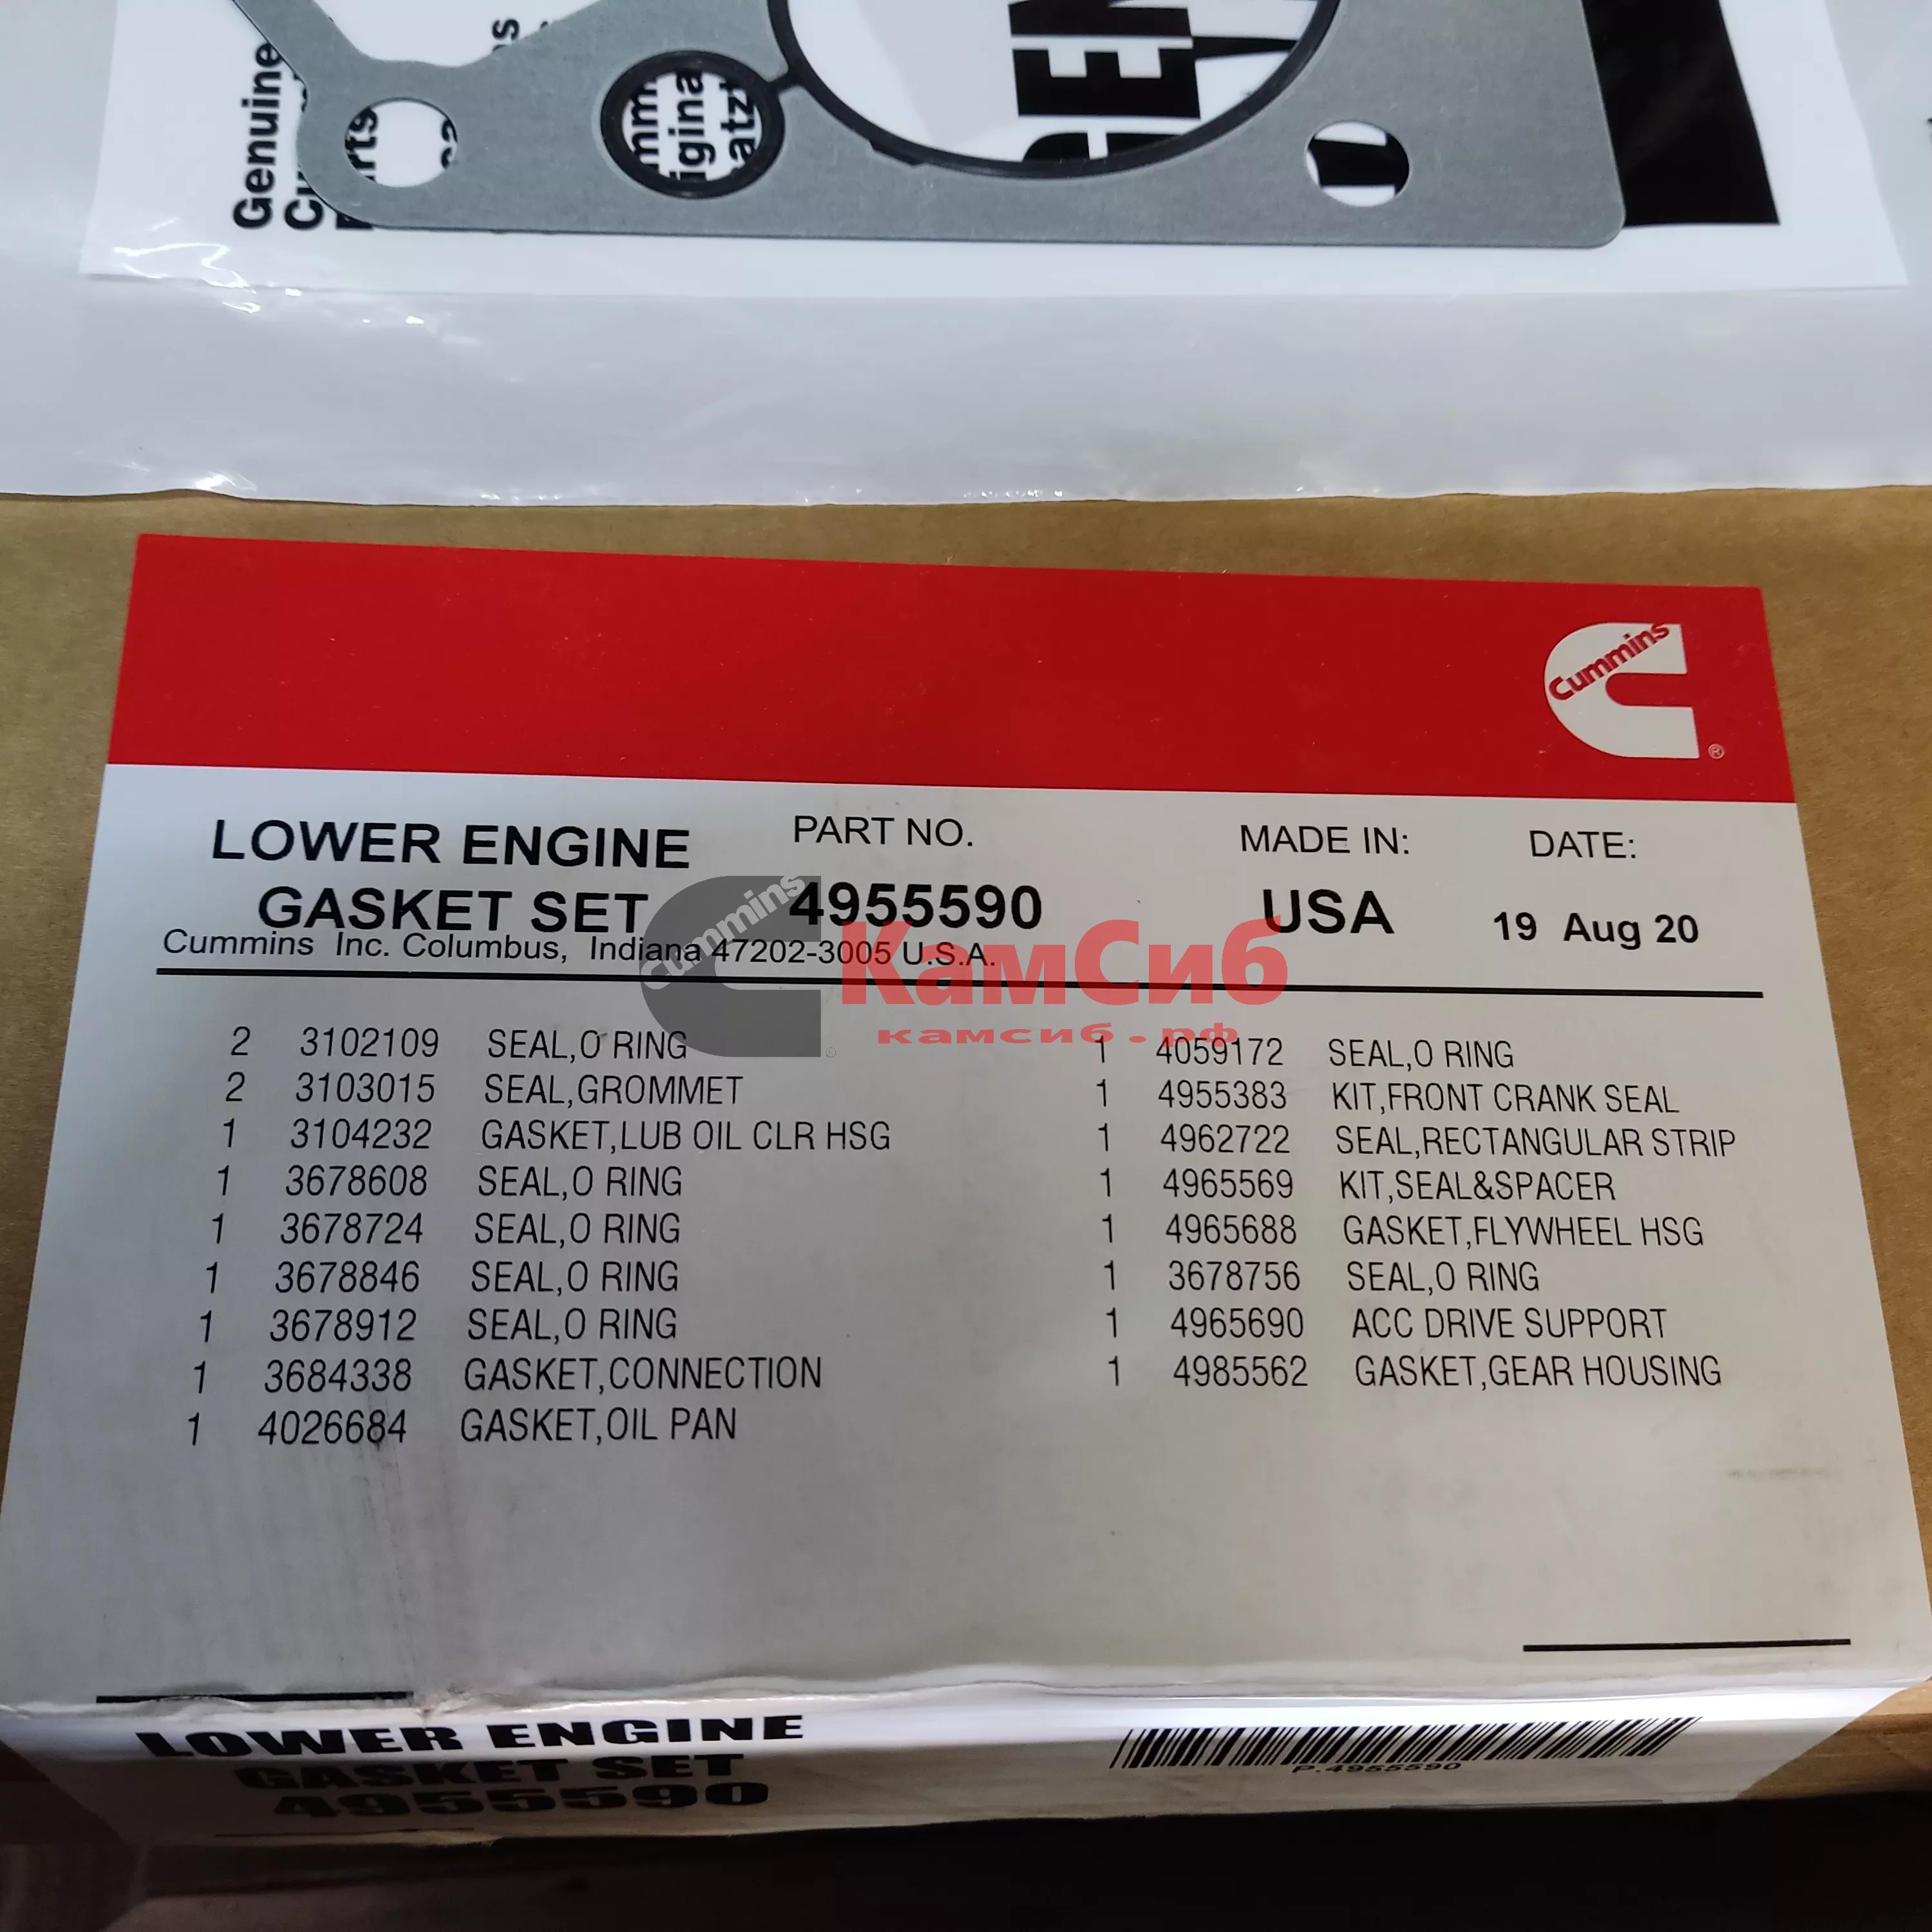 Genuine
GEN
Cummins
®
LOWER ENGINE
GASKET SET
PART NO.
4955590
MADE IN:
USA
DATE:
19 Aug 20
Cummins Inc. Columbus, Indiana 47202-3005 U.S.A.
Cummins
КамСиб
камсиб.рф
2 3102109 SEAL,O RING
2 3103015 SEAL,GROMMET
1 3104232 GASKET,LUB OIL CLR HSG
1 3678608 SEAL,O RING
1 3678724 SEAL,O RING
1 3678846 SEAL,O RING
1 3678912 SEAL,O RING
1 3684338 GASKET,CONNECTION
1 4026684 GASKET,OIL PAN
1 4059172 SEAL,O RING
1 4955383 KIT,FRONT CRANK SEAL
1 4962722 SEAL,RECTANGULAR STRIP
1 4965569 KIT,SEAL&SPACER
1 4965688 GASKET,FLYWHEEL HSG
1 3678756 SEAL,O RING
1 4965690 ACC DRIVE SUPPORT
1 4985562 GASKET,GEAR HOUSING
LOWER ENGINE
GASKET SET
4955590
P.4955590